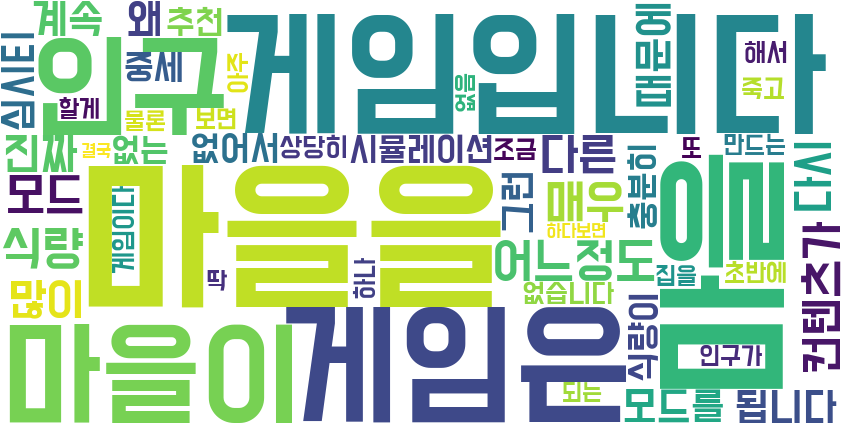 계속
왜
추천
게임입니다
때문에
해서
죽고
심시티
인구
중세
할게
물론
보면
아주
없음
진짜
결국
없는
없어서
상당히
시뮬레이션
조금
다른
또
만드는
모드
게임이다
마을을
그런
매우
충분히
마을
다시
식량
딱
하나
하다보면
어느정도
집을
초반에
컨텐츠가
많이
없습니다
식량이
마을이
게임은
인구가
되는
모드를
됩니다